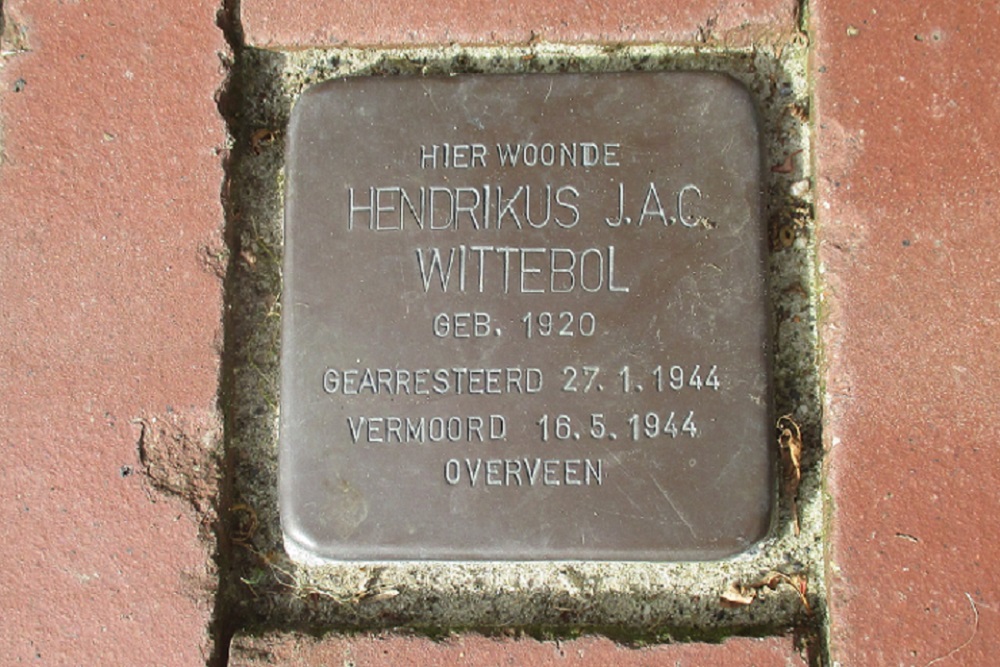 HIER WOONDE
HENDRIKUS J.A.C.
WITTEBOL
GEB. 1920
GEARRESTEERD 27.1.1944
VERMOORD 16.5.1944
OVERVEEN